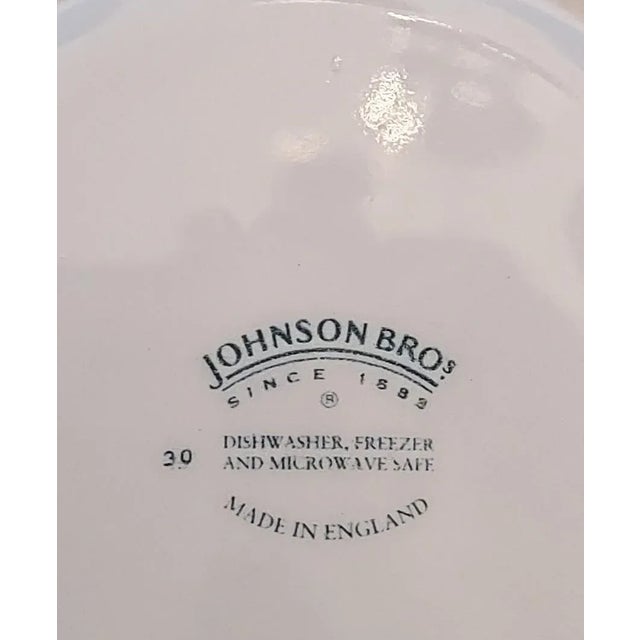 JOHNSON BROS
SINCE 1883
®
DISHWASHER, FREEZER
30 AND MICROWAVE SAFE
MADE IN ENGLAND